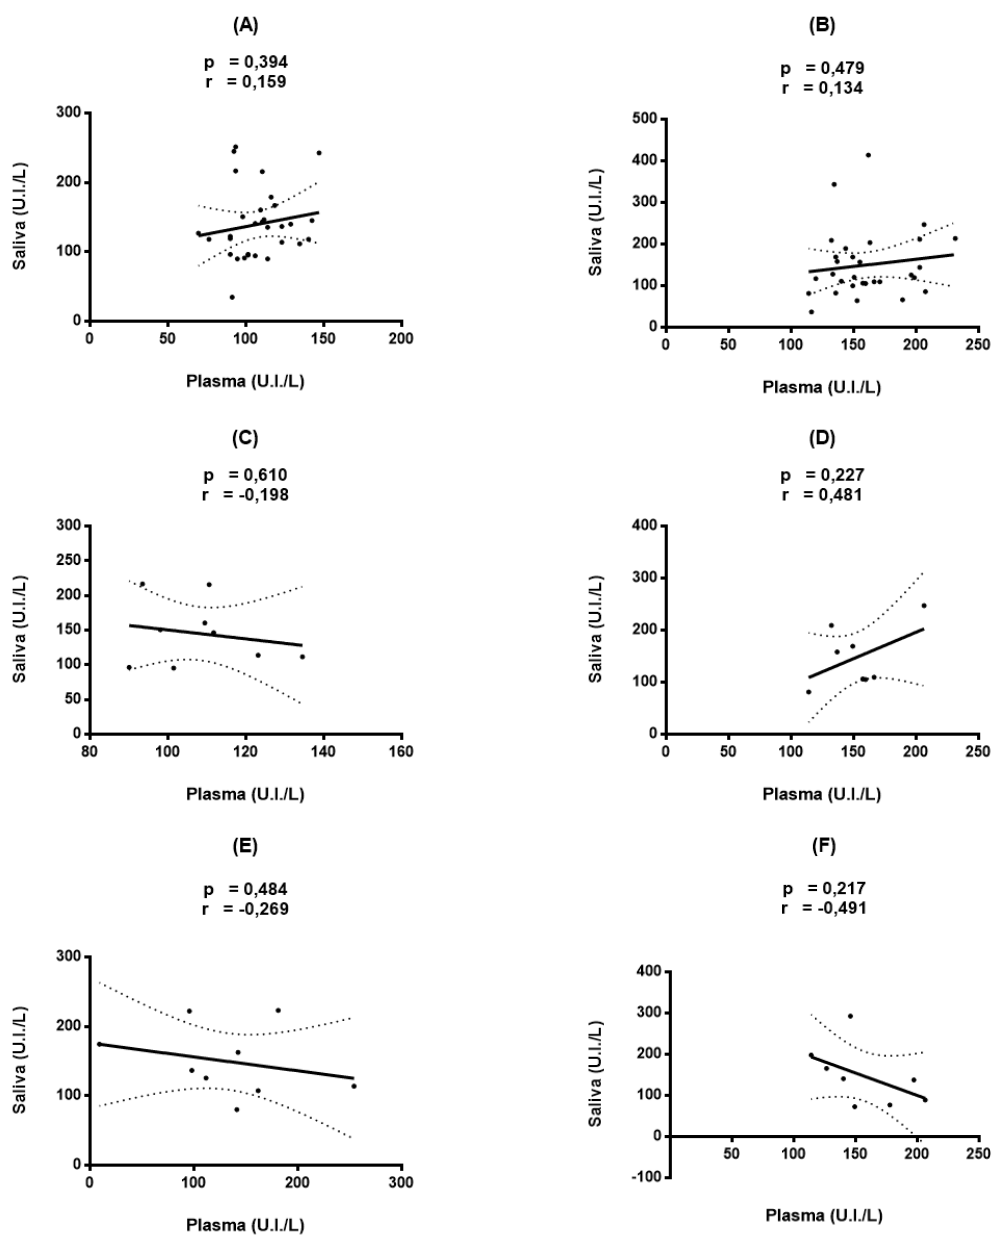 (A)
p = 0,394
r = 0,159
300
200
100
0
0 50 100 150 200
Saliva (U.I./L)
Plasma (U.I./L)
(B)
p = 0,479
r = 0,134
500
400
300
200
100
0
0 50 100 150 200 250
Saliva (U.I./L)
Plasma (U.I./L)
(C)
p = 0,610
r = -0,198
300
250
200
150
100
50
0
80 100 120 140 160
Saliva (U.I./L)
Plasma (U.I./L)
(D)
p = 0,227
r = 0,481
400
300
200
100
0
0 50 100 150 200 250
Saliva (U.I./L)
Plasma (U.I./L)
(E)
p = 0,484
r = -0,269
300
200
100
0
0 100 200 300
Saliva (U.I./L)
Plasma (U.I./L)
(F)
p = 0,217
r = -0,491
400
300
200
100
0
-100
50 100 150 200 250
Saliva (U.I./L)
Plasma (U.I./L)